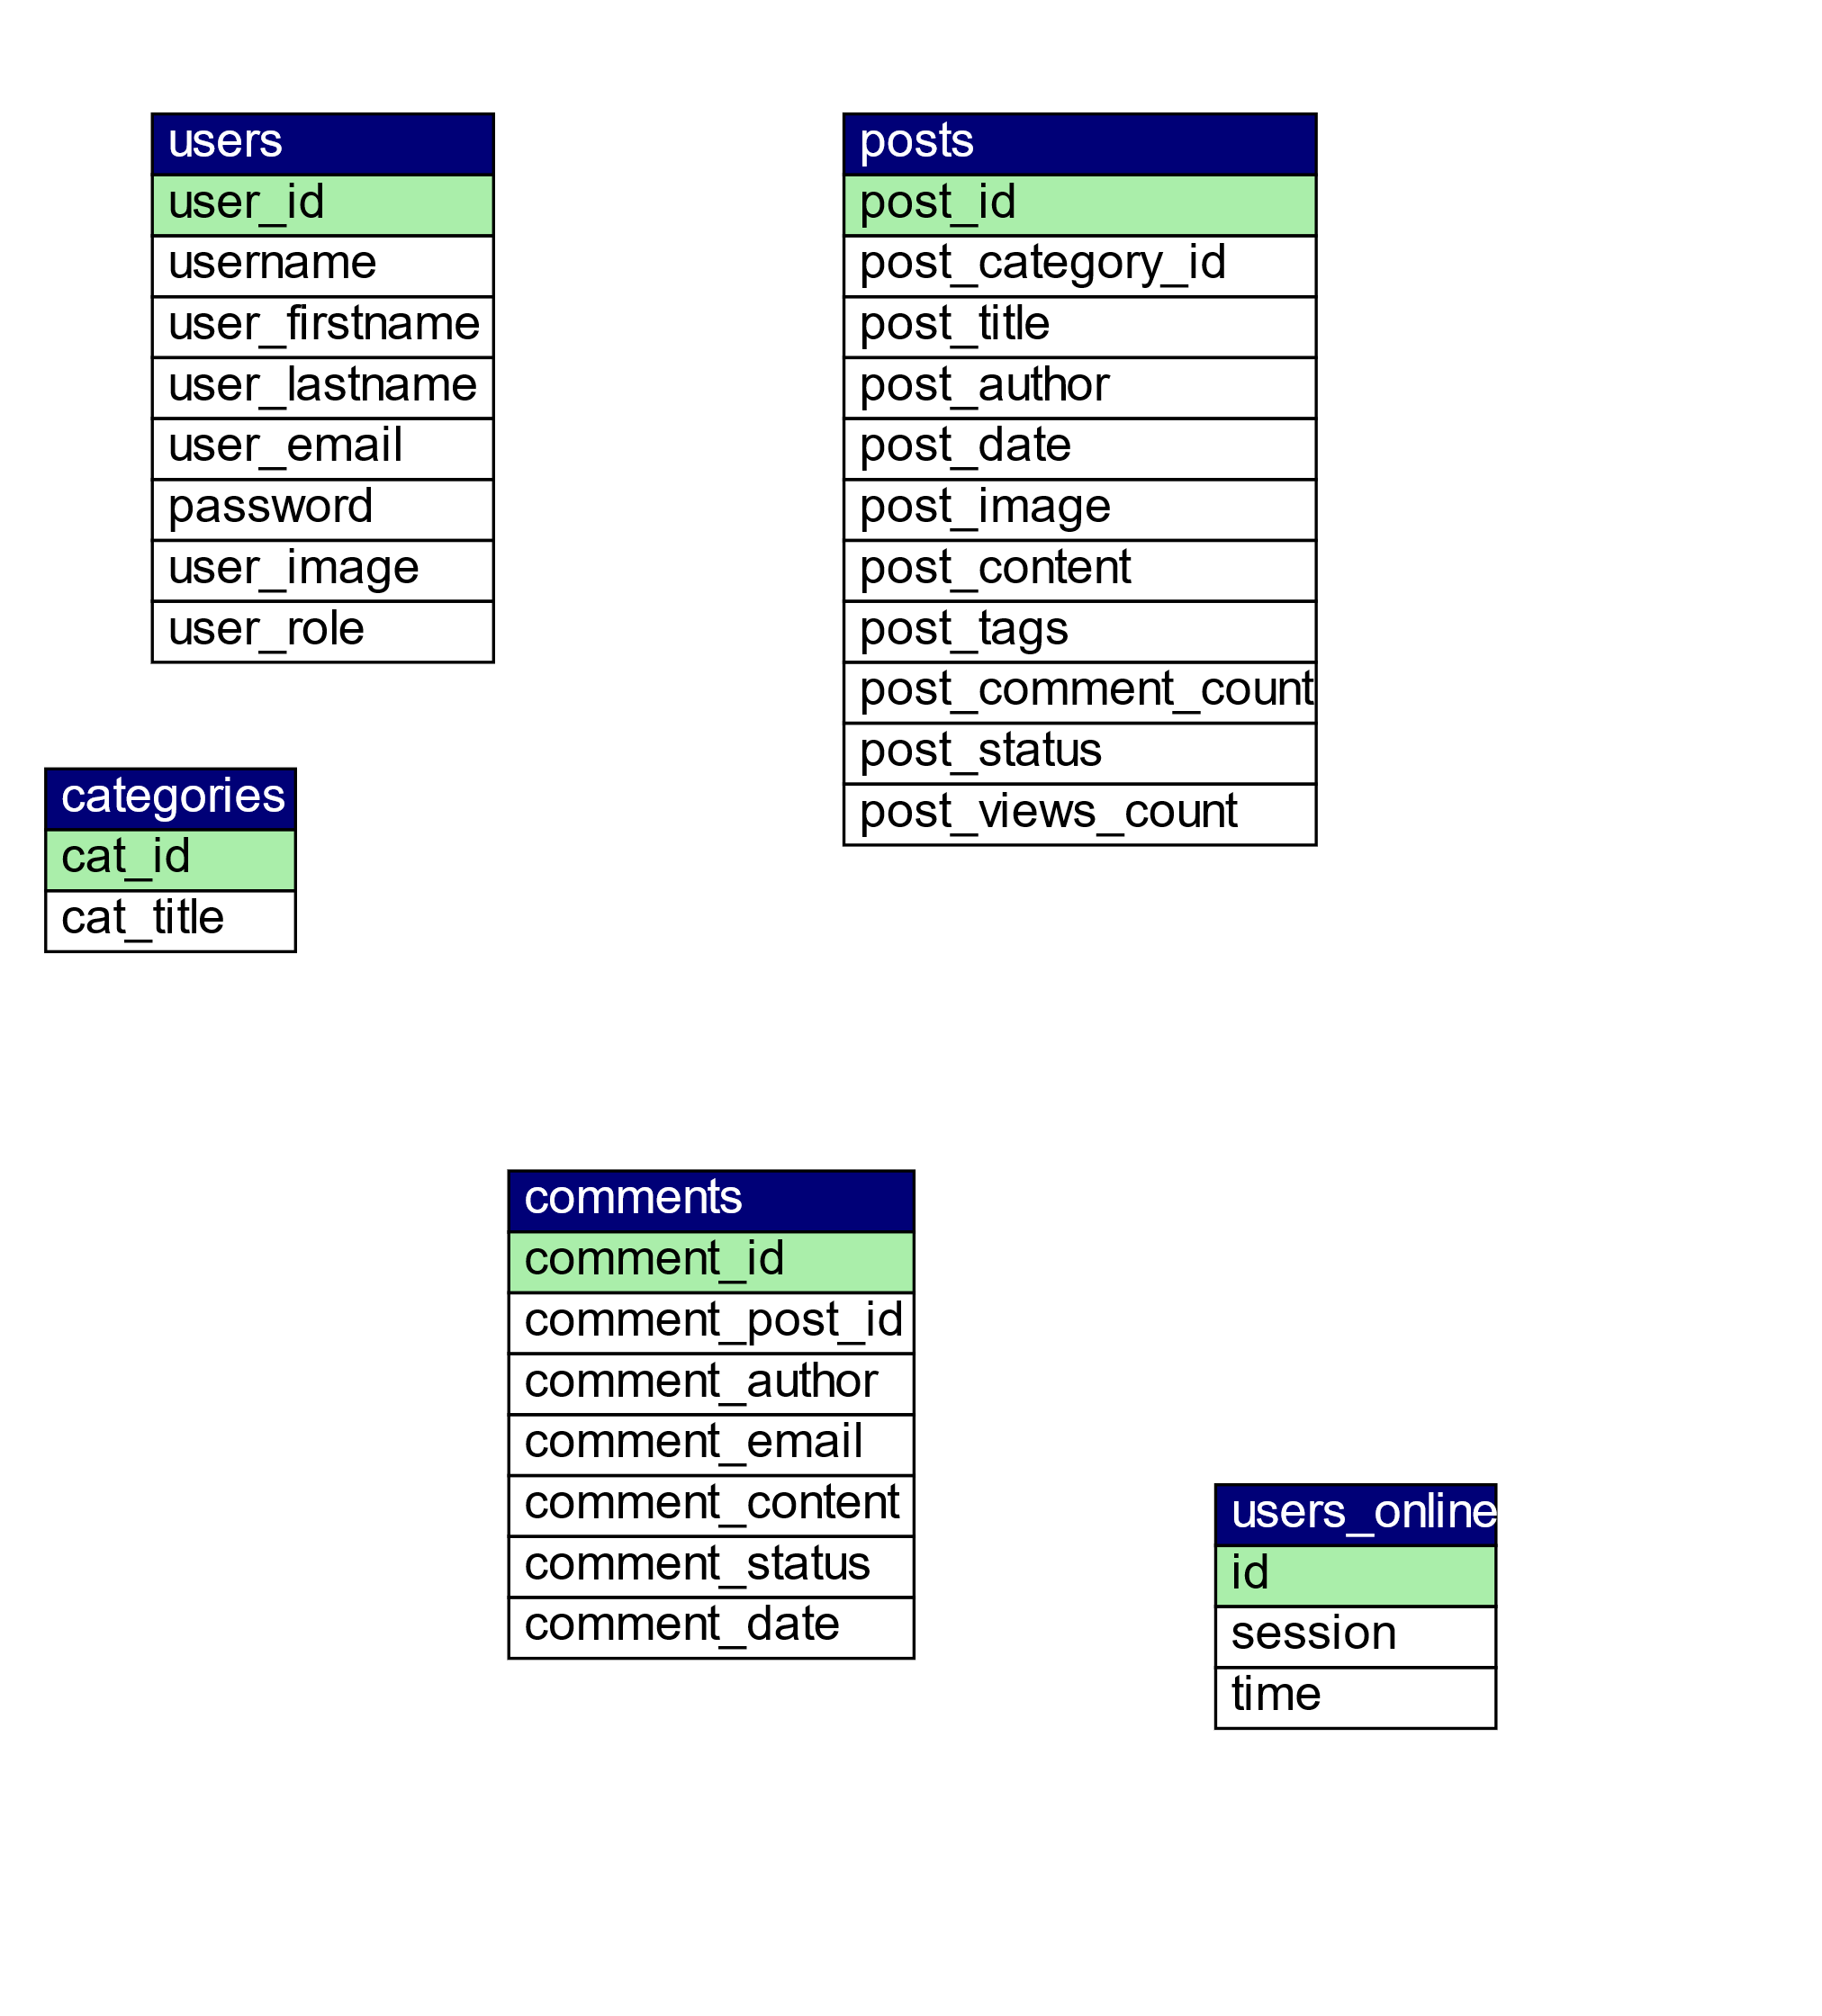 users
user_id
username
user_firstname
user_lastname
user_email
password
user_image
user_role
posts
post_id
post_category_id
post_title
post_author
post_date
post_image
post_content
post_tags
post_comment_count
post_status
post_views_count
categories
cat_id
cat_title
comments
comment_id
comment_post_id
comment_author
comment_email
comment_content
comment_status
comment_date
users_online
id
session
time